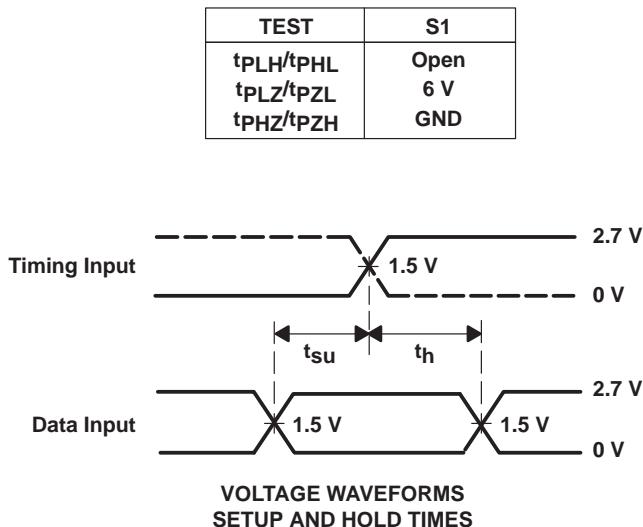 TEST S1
tPLH/tPHL Open
tPLZ/tPZL 6 V
tPHZ/tPZH GND
2.7 V
Timing Input 1.5 V
0 V
tsu th
2.7 V
Data Input 1.5 V 1.5 V
0 V
VOLTAGE WAVEFORMS
SETUP AND HOLD TIMES